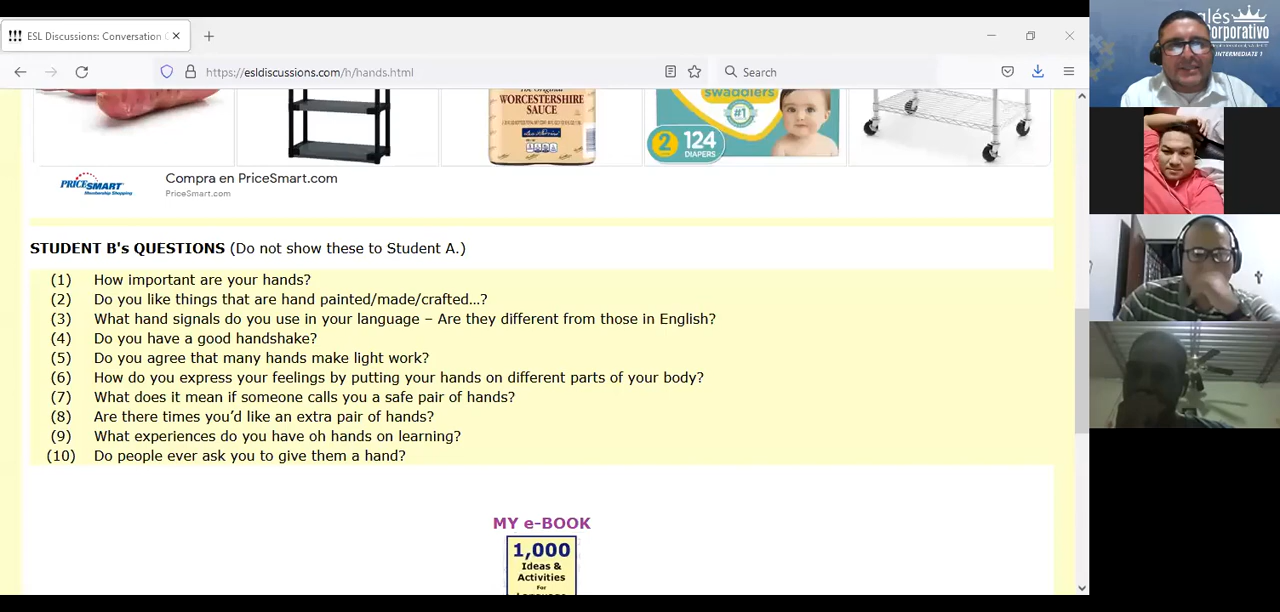 ESL Discussions: Conversation
https://esldiscussions.com/h/hands.html
Search
WORCESTERSHIRE
SAUCE
swaddlers
#1
2
124
DIAPERS
PRICESMART
Membership Shopping
Compra en PriceSmart.com
PriceSmart.com
STUDENT B's QUESTIONS (Do not show these to Student A.)
(1) How important are your hands?
(2) Do you like things that are hand painted/made/crafted…?
(3) What hand signals do you use in your language – Are they different from those in English?
(4) Do you have a good handshake?
(5) Do you agree that many hands make light work?
(6) How do you express your feelings by putting your hands on different parts of your body?
(7) What does it mean if someone calls you a safe pair of hands?
(8) Are there times you'd like an extra pair of hands?
(9) What experiences do you have oh hands on learning?
(10) Do people ever ask you to give them a hand?
MY e-BOOK
1,000
Ideas &
Activities
For
glés
orporativo
INTERMEDIATE 1